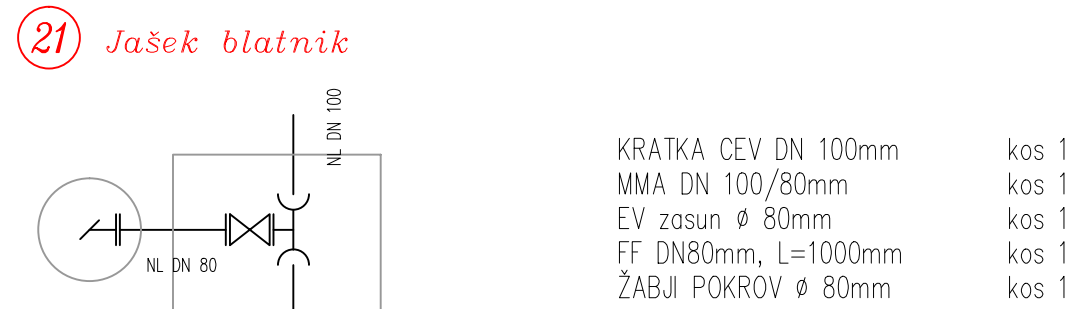 21 Jašek blatnik
NL DN 100
NL DN 80
KRATKA CEV DN 100mm kos 1
MMA DN 100/80mm kos 1
EV zasun ø 80mm kos 1
FF DN80mm, L=1000mm kos 1
ŽABJI POKROV ø 80mm kos 1